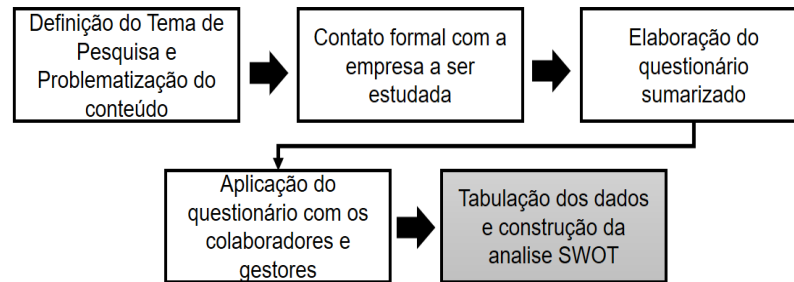 Definição do Tema de
Pesquisa e
Problematização do
conteúdo
Contato formal com a
empresa a ser
estudada
Elaboração do
questionário
sumarizado
Aplicação do
questionário com os
colaboradores e
gestores
Tabulação dos dados
e construção da
analise SWOT